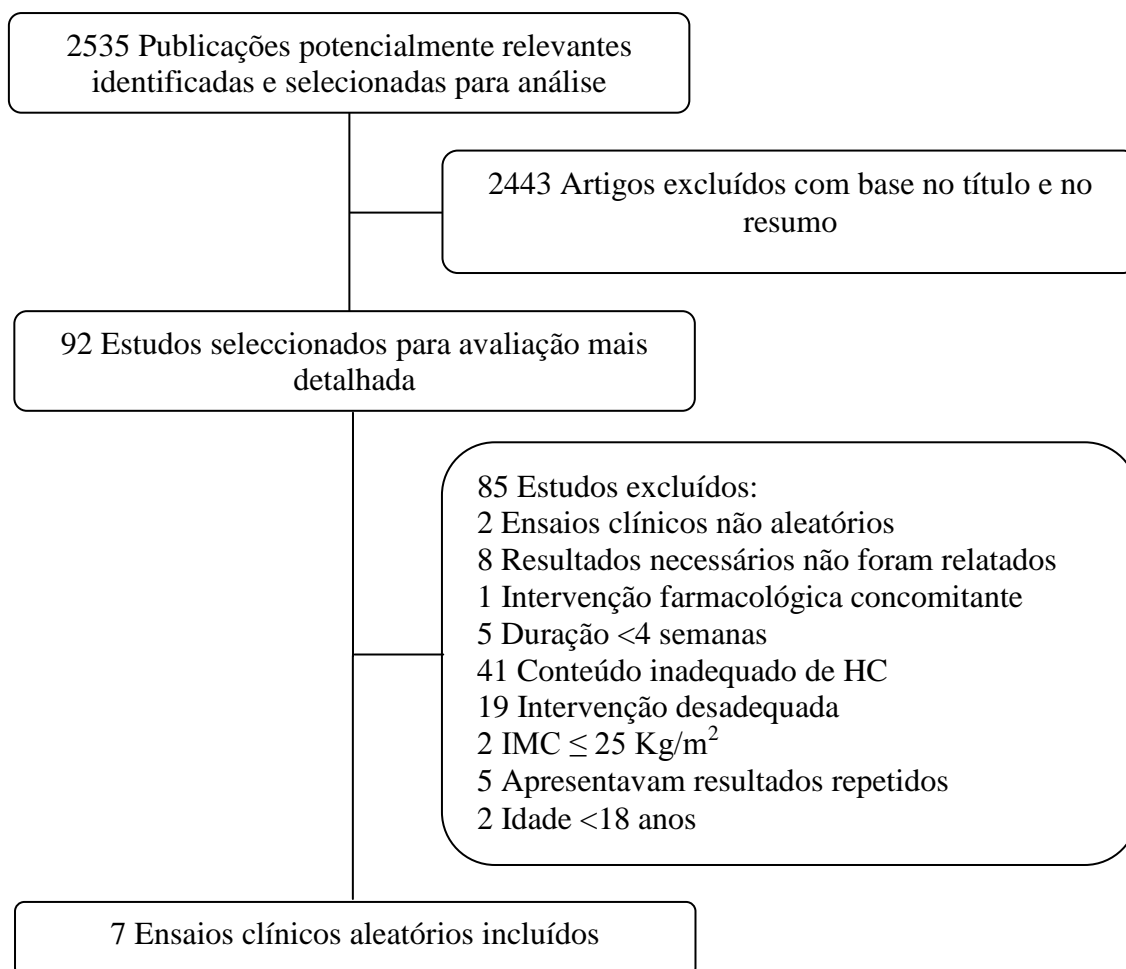 2535 Publicações potencialmente relevantes
identificadas e selecionadas para análise
2443 Artigos excluídos com base no título e no
resumo
92 Estudos seleccionados para avaliação mais
detalhada
85 Estudos excluídos:
2 Ensaios clínicos não aleatórios
8 Resultados necessários não foram relatados
1 Intervenção farmacológica concomitante
5 Duração <4 semanas
41 Conteúdo inadequado de HC
19 Intervenção desadequada
2 IMC ≤ 25 Kg/m²
5 Apresentavam resultados repetidos
2 Idade <18 anos
7 Ensaios clínicos aleatórios incluídos